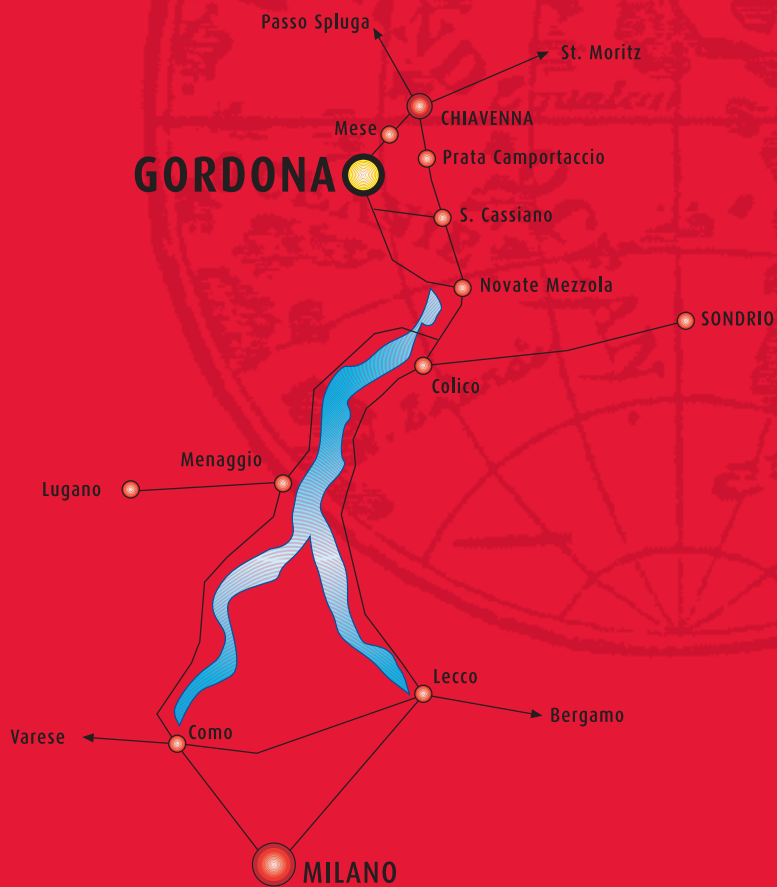 Passo Spluga
St. Moritz
CHIAVENNA
Mese
Prata Camportaccio
GORDONA
S. Cassiano
Novate Mezzola
SONDRIO
Colico
Menaggio
Lugano
Lecco
Bergamo
Como
Varese
MILANO